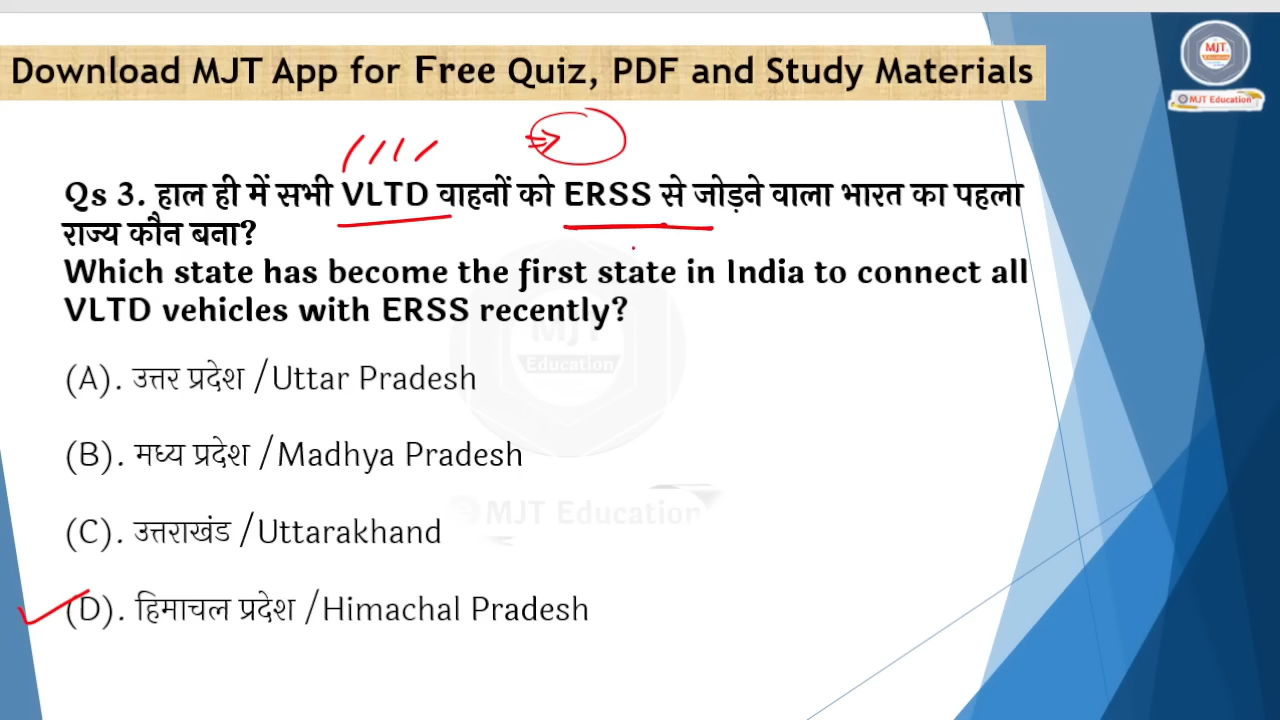 Download MJT App for Free Quiz, PDF and Study Materials
MJT
Education
MJT Education
Qs 3. हाल ही में सभी VLTD वाहनों को ERSS से जोड़ने वाला भारत का पहला
राज्य कौन बना?
Which state has become the first state in India to connect all
VLTD vehicles with ERSS recently?
MJT
Education
(A). उत्तर प्रदेश /Uttar Pradesh
(B). मध्य प्रदेश /Madhya Pradesh
MJT Education
(C). उत्तराखंड /Uttarakhand
(D). हिमाचल प्रदेश /Himachal Pradesh